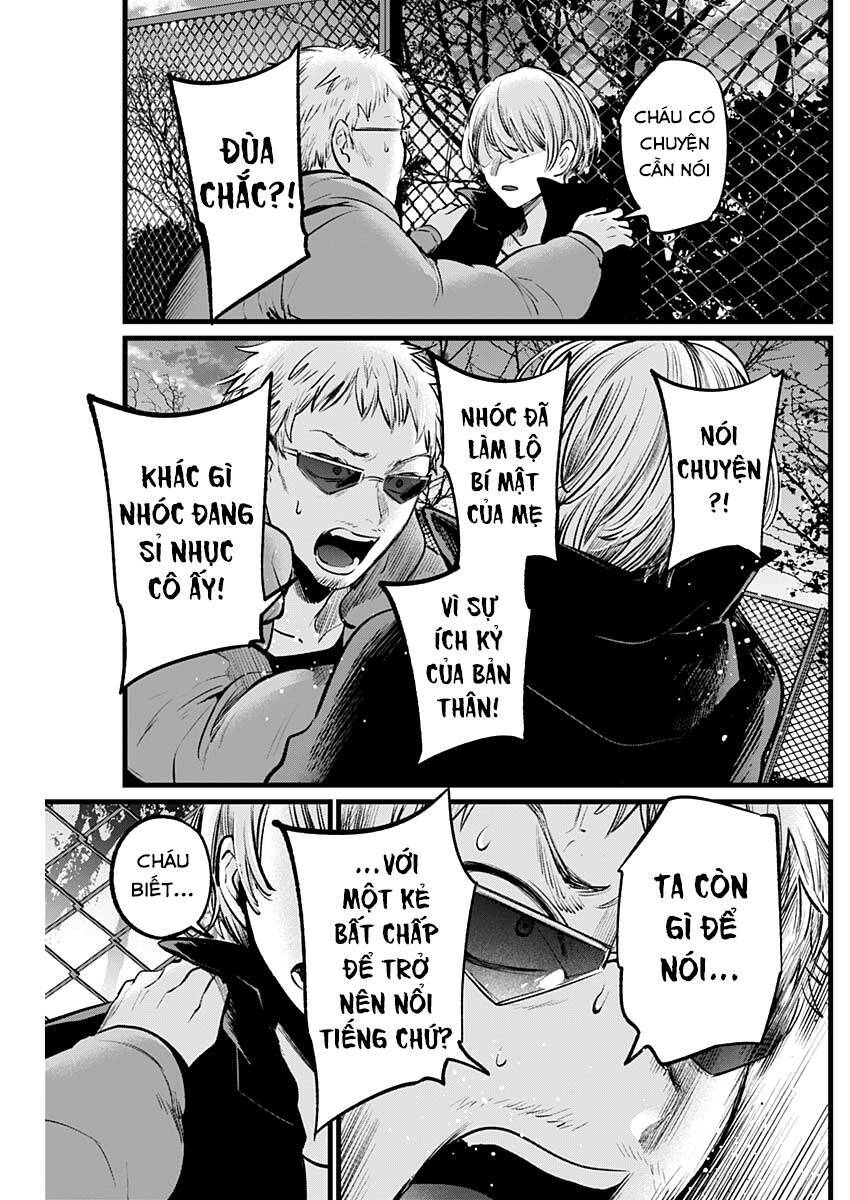 CHÁU CÓ
CHUYỆN
CẦN NÓI
ĐÙA
CHẮC?!
NÓI
CHUYỆN
?!
NHÓC ĐÃ
LÀM LỘ
BÍ MẬT
CỦA MẸ
VÌ SỰ
ÍCH KỶ
CỦA BẢN
THÂN!
KHÁC GÌ
NHÓC ĐANG
SỈ NHỤC
CÔ ẤY!
TA CÒN
GÌ ĐỂ
NÓI...
...VỚI
MỘT KẺ
BẤT CHẤP
ĐỂ TRỞ
NÊN NỔI
TIẾNG CHỨ?
CHÁU
BIẾT...